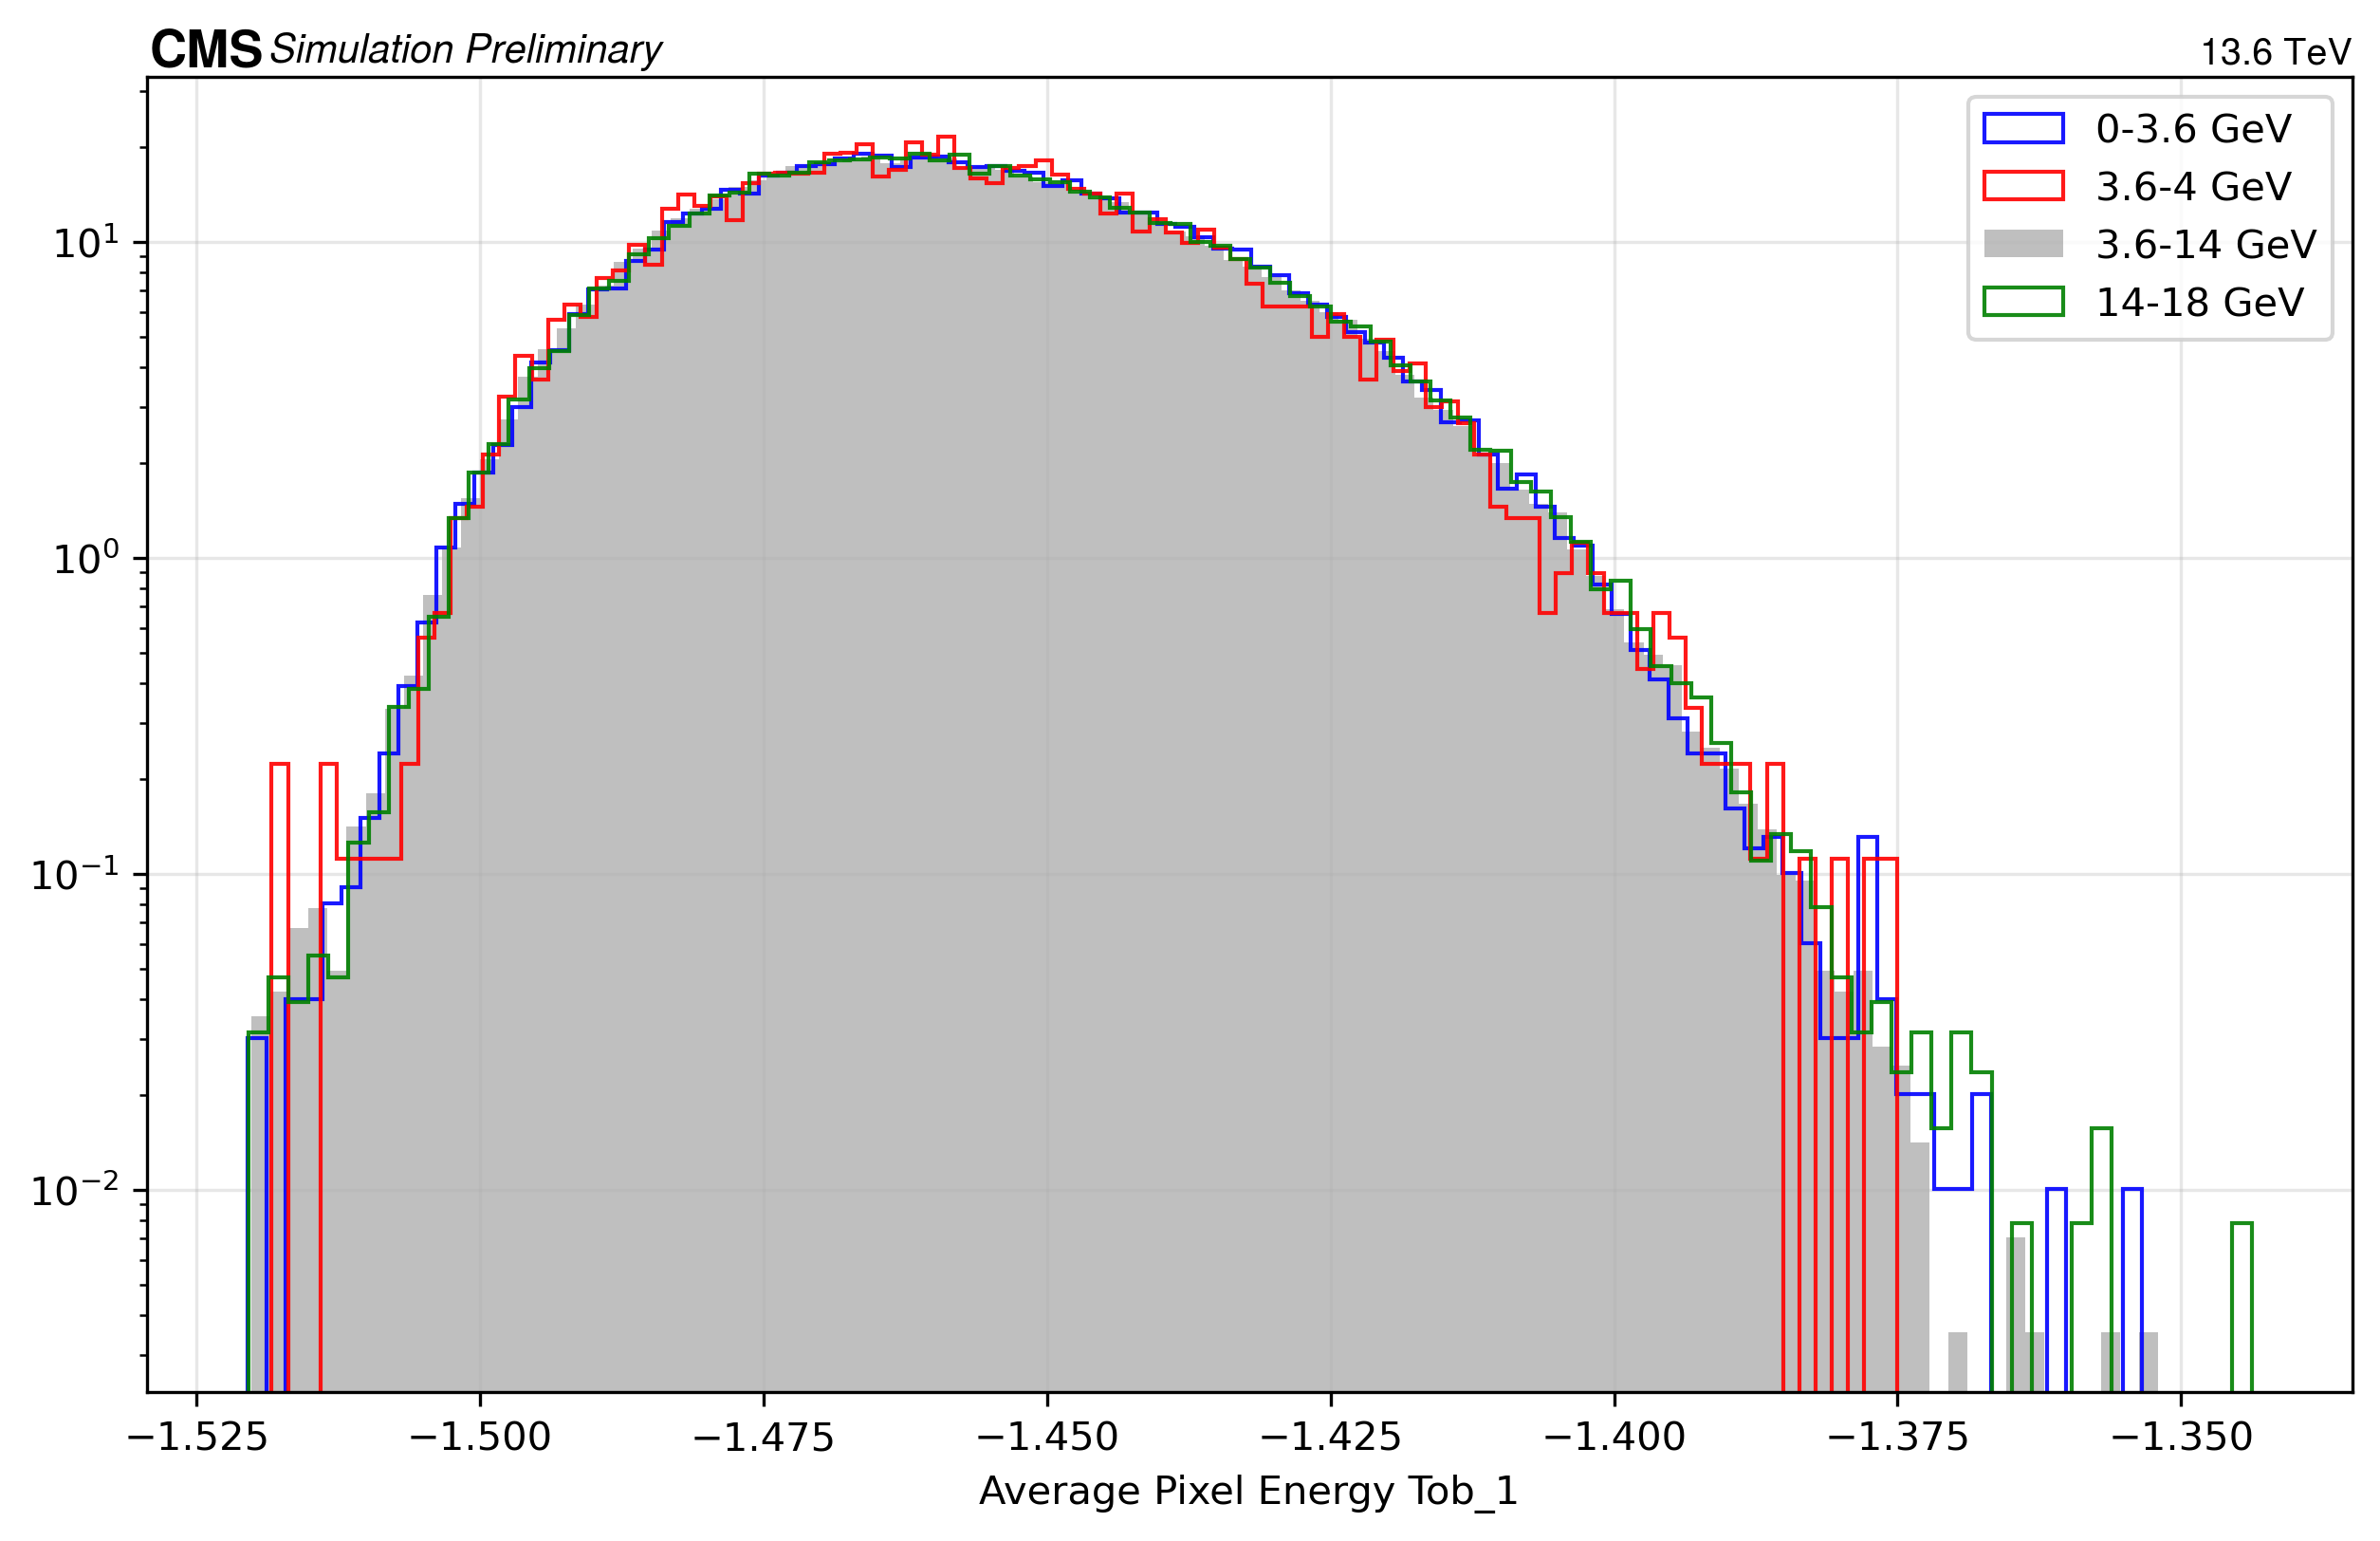 CMS Simulation Preliminary
13.6 TeV
0-3.6 GeV
3.6-4 GeV
3.6-14 GeV
14-18 GeV
10¹
10⁰
10⁻¹
10⁻²
−1.525 −1.500 −1.475 −1.450 −1.425 −1.400 −1.375 −1.350
Average Pixel Energy Tob_1